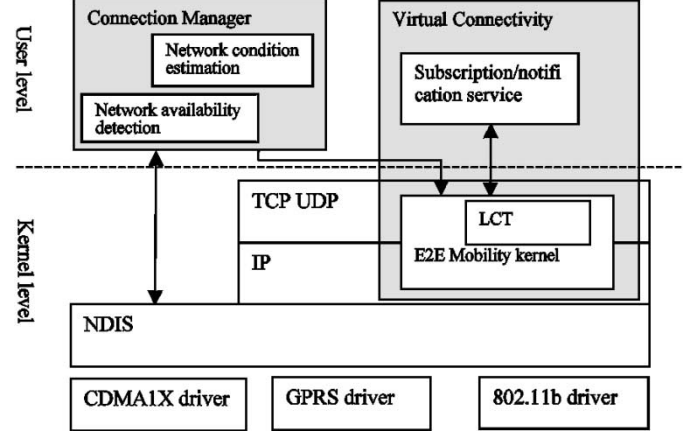 Connection Manager
Network condition
estimation
Network availability
detection
Virtual Connectivity
Subscription/notifi
cation service
User level
Kernel level
TCP UDP
LCT
E2E Mobility kernel
IP
NDIS
CDMA1X driver
GPRS driver
802.11b driver